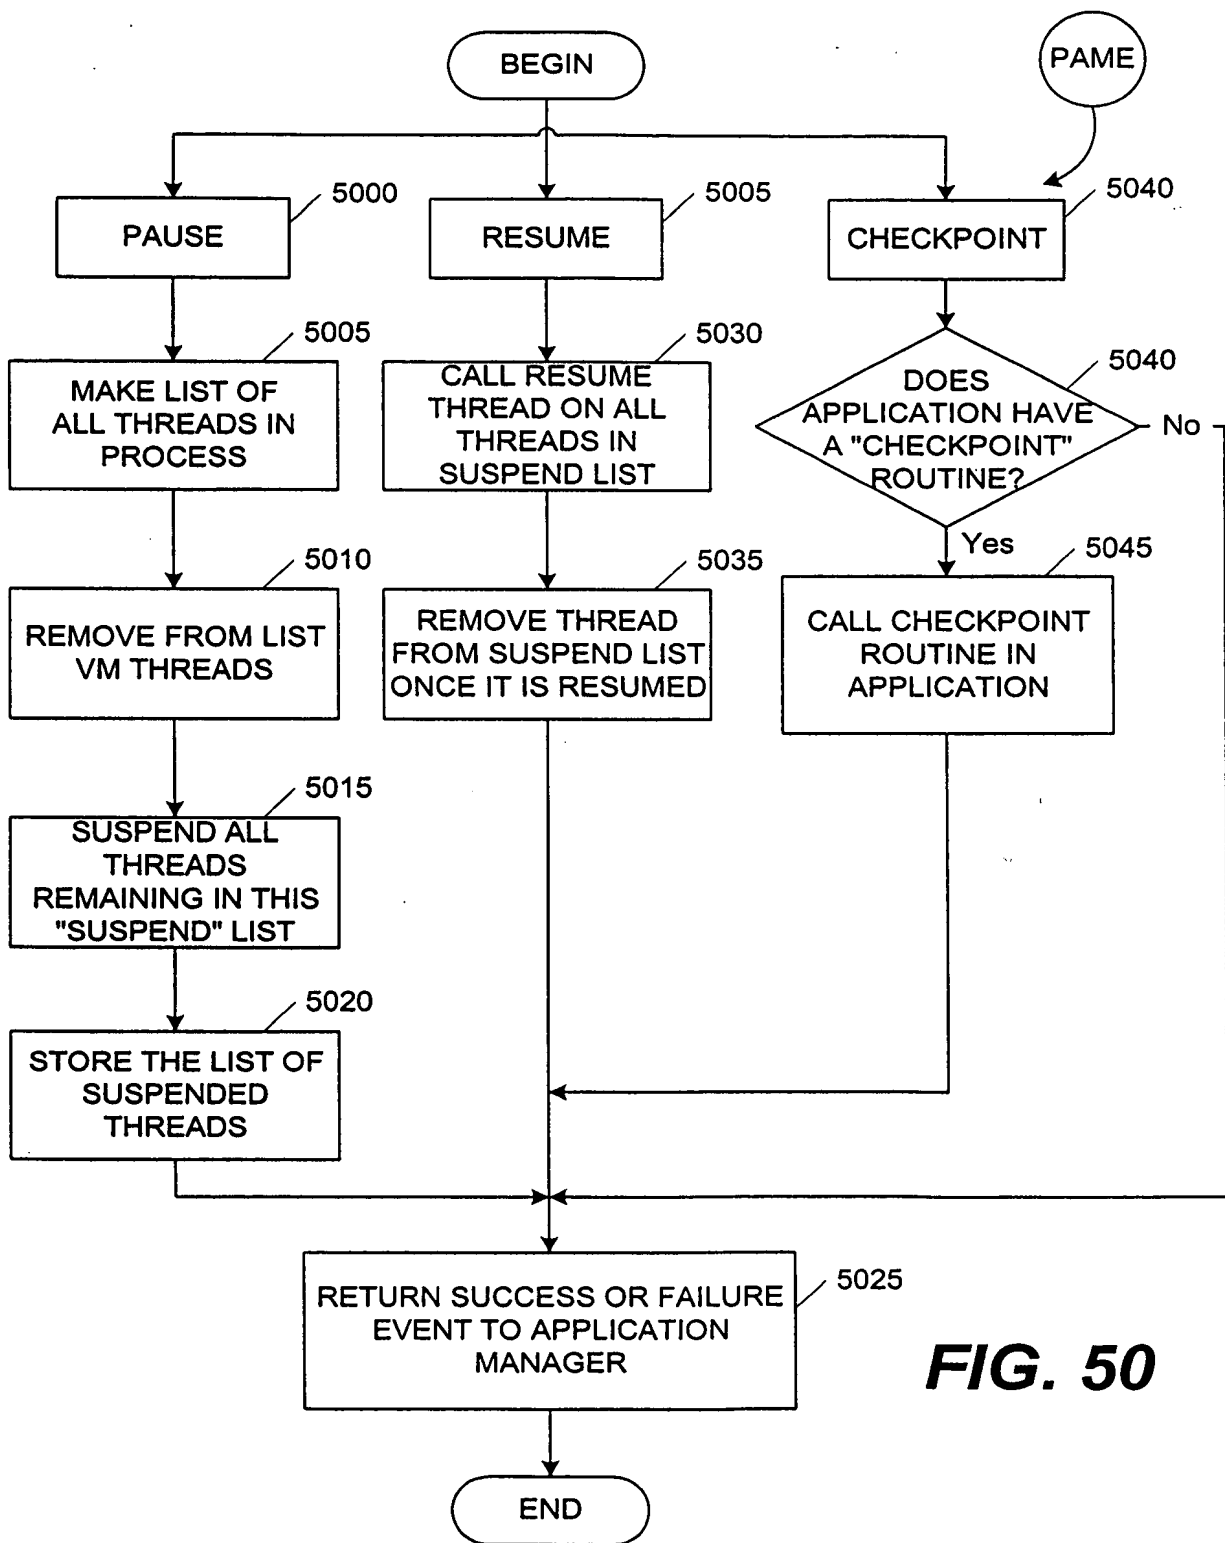 BEGIN
PAME
5000
PAUSE
5005
RESUME
5040
CHECKPOINT
5005
MAKE LIST OF
ALL THREADS IN
PROCESS
5030
CALL RESUME
THREAD ON ALL
THREADS IN
SUSPEND LIST
5040
DOES
APPLICATION HAVE
A "CHECKPOINT"
ROUTINE?
No
Yes
5010
REMOVE FROM LIST
VM THREADS
5035
REMOVE THREAD
FROM SUSPEND LIST
ONCE IT IS RESUMED
5045
CALL CHECKPOINT
ROUTINE IN
APPLICATION
5015
SUSPEND ALL
THREADS
REMAINING IN THIS
"SUSPEND" LIST
5020
STORE THE LIST OF
SUSPENDED
THREADS
5025
RETURN SUCCESS OR FAILURE
EVENT TO APPLICATION
MANAGER
FIG. 50
END